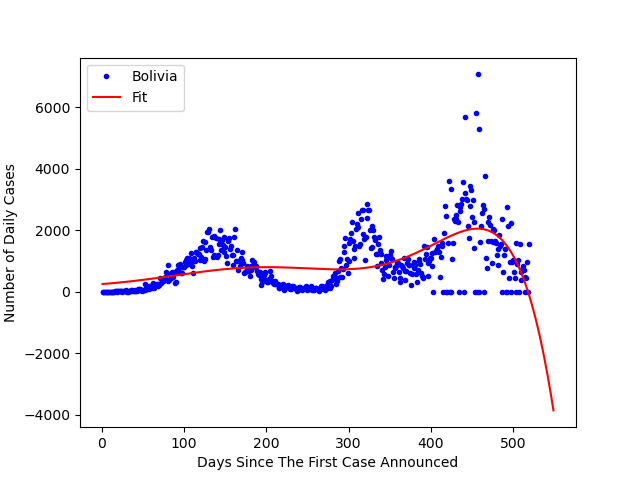 Bolivia
Fit
6000
4000
2000
0
−2000
−4000
Number of Daily Cases
0 100 200 300 400 500
Days Since The First Case Announced